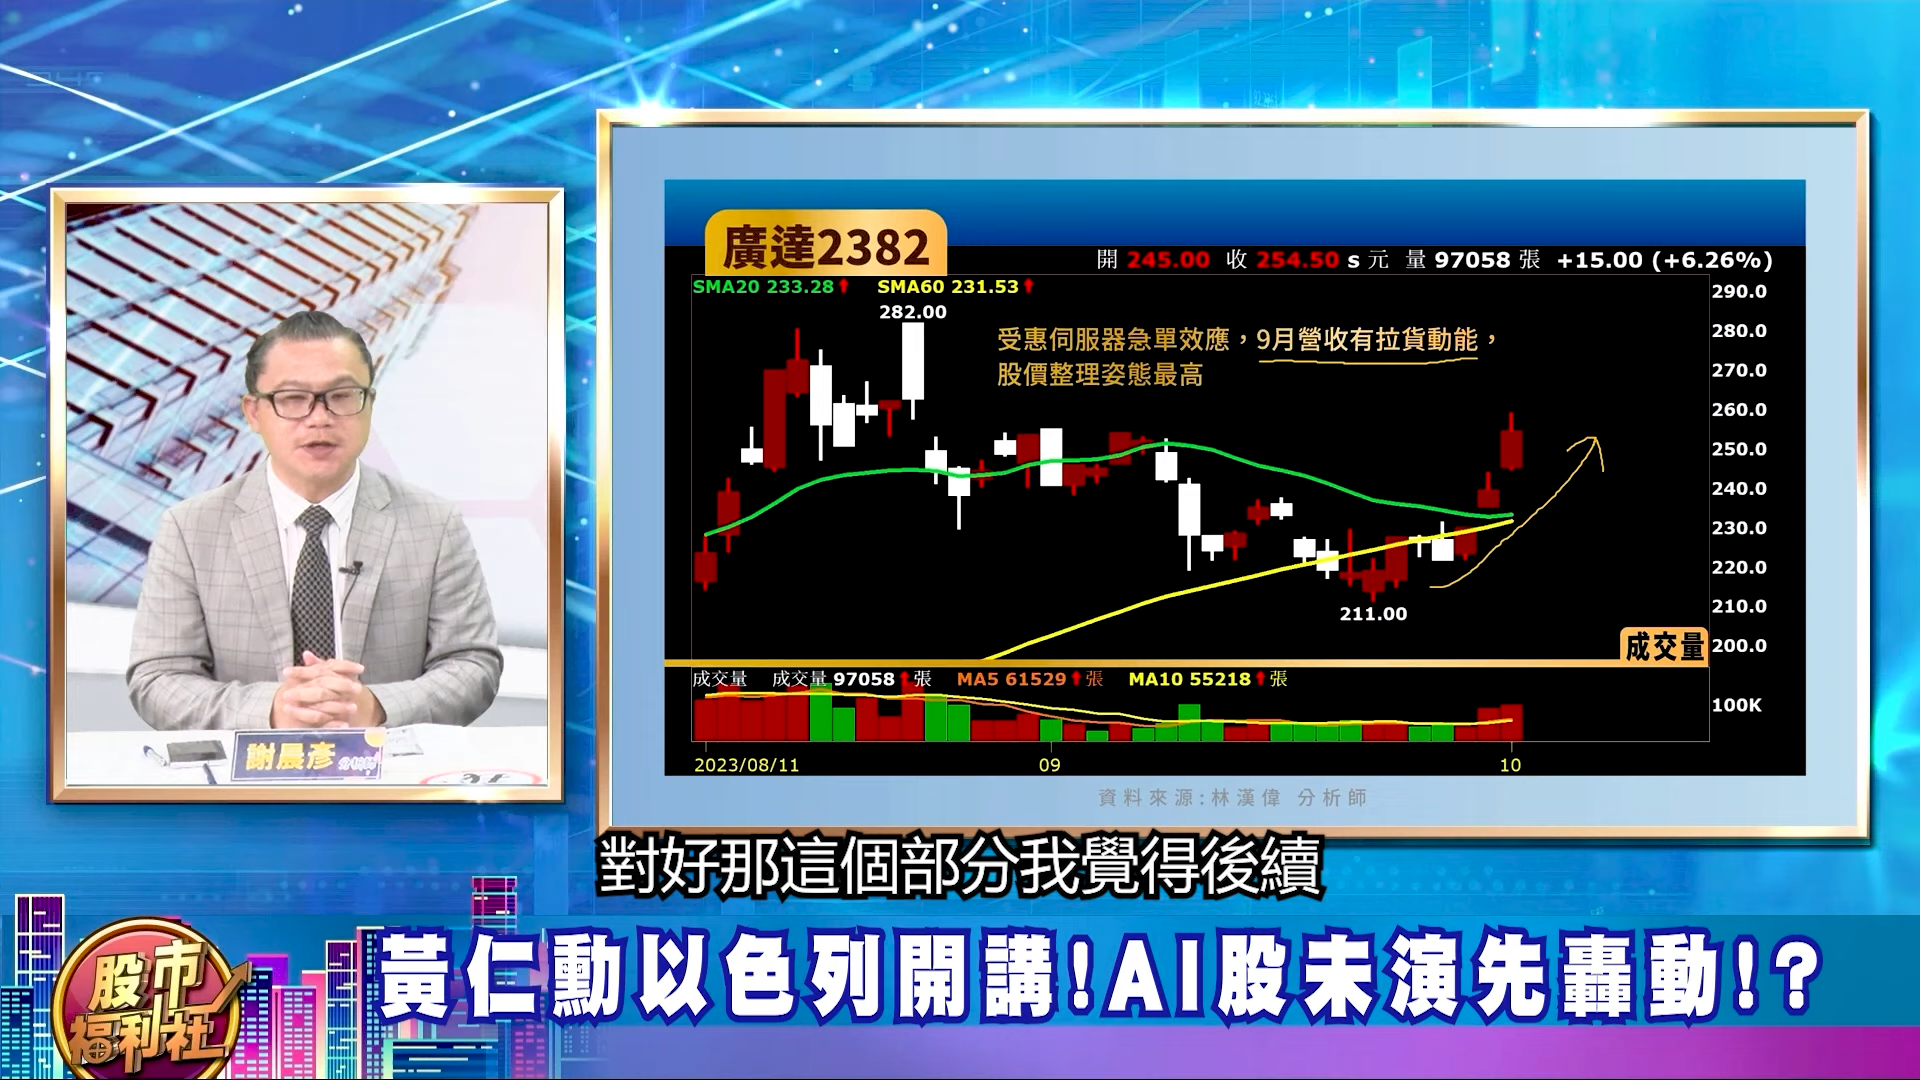 廣達2382
開 245.00 收 254.50 s 元 量 97058 張 +15.00 (+6.26%)
SMA20 233.28⬆ SMA60 231.53⬆
290.0
282.00
280.0
受惠伺服器急單效應，9月營收有拉貨動能，
股價整理姿態最高
270.0
260.0
250.0
240.0
230.0
220.0
210.0
211.00
200.0
成交量
成交量 成交量 97058⬆張 MA5 61529⬆張 MA10 55218⬆張
100K
2023/08/11 09 10
資料來源:林漢偉 分析師
謝晨彥 分析師
對好那這個部分我覺得後續
黃仁勳以色列開講!AI股未演先轟動!?
股市
福利社